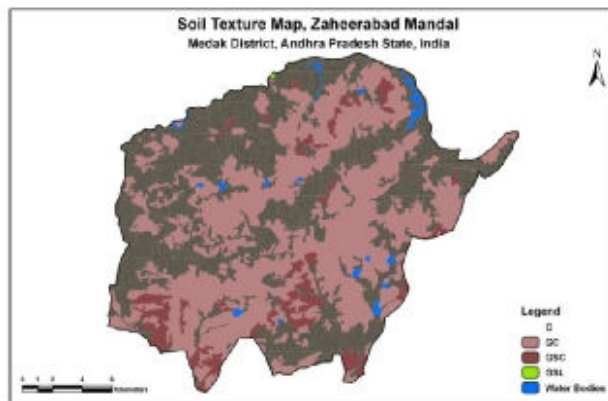 Soil Texture Map, Zaheerabad Mandal
Medak District, Andhra Pradesh State, India
N
Legend
C
GC
GSC
GSL
Water Bodies